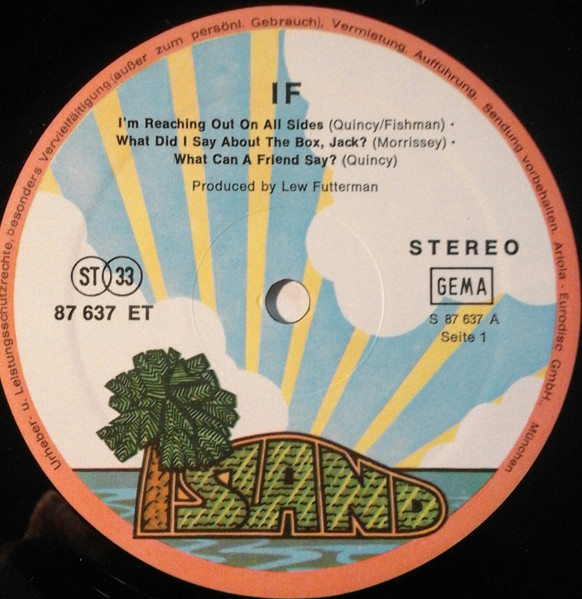 Urheber- u. Leistungsschutzrechte, besonders Vervielfältigung (außer zum persönl. Gebrauch), Vermietung, Aufführung, Sendung vorbehalten. Ariola - Eurodisc GmbH., München
IF
I'm Reaching Out On All Sides (Quincy/Fishman) •
What Did I Say About The Box, Jack? (Morrissey) •
What Can A Friend Say? (Quincy)
Produced by Lew Futterman
STEREO
ST 33
GEMA
87 637 ET
S 87 637 A
Seite 1
ISLAND